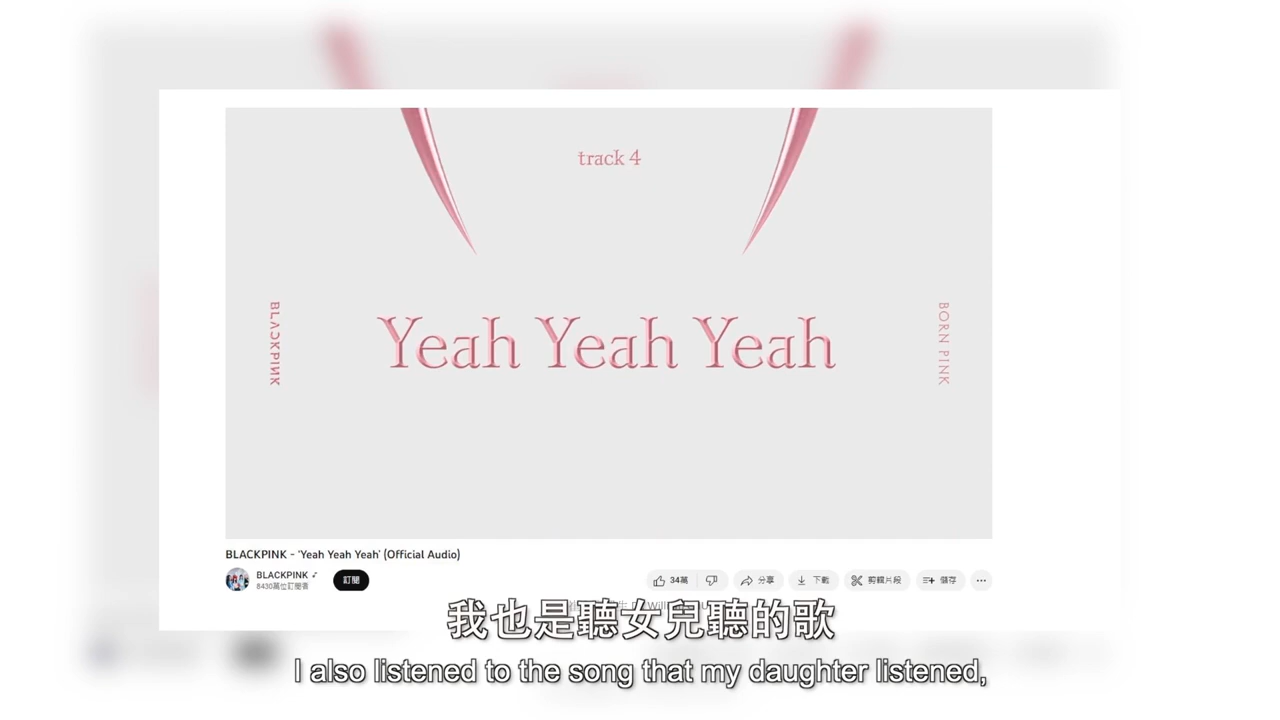 track 4
BLACKPINK
Yeah Yeah Yeah
BORN PINK
BLACKPINK - 'Yeah Yeah Yeah' (Official Audio)
BLACKPINK
8430萬位訂閱者
訂閱
34萬
分享
下載
剪輯片段
儲存
我也是聽女兒聽的歌
I also listened to the song that my daughter listened,